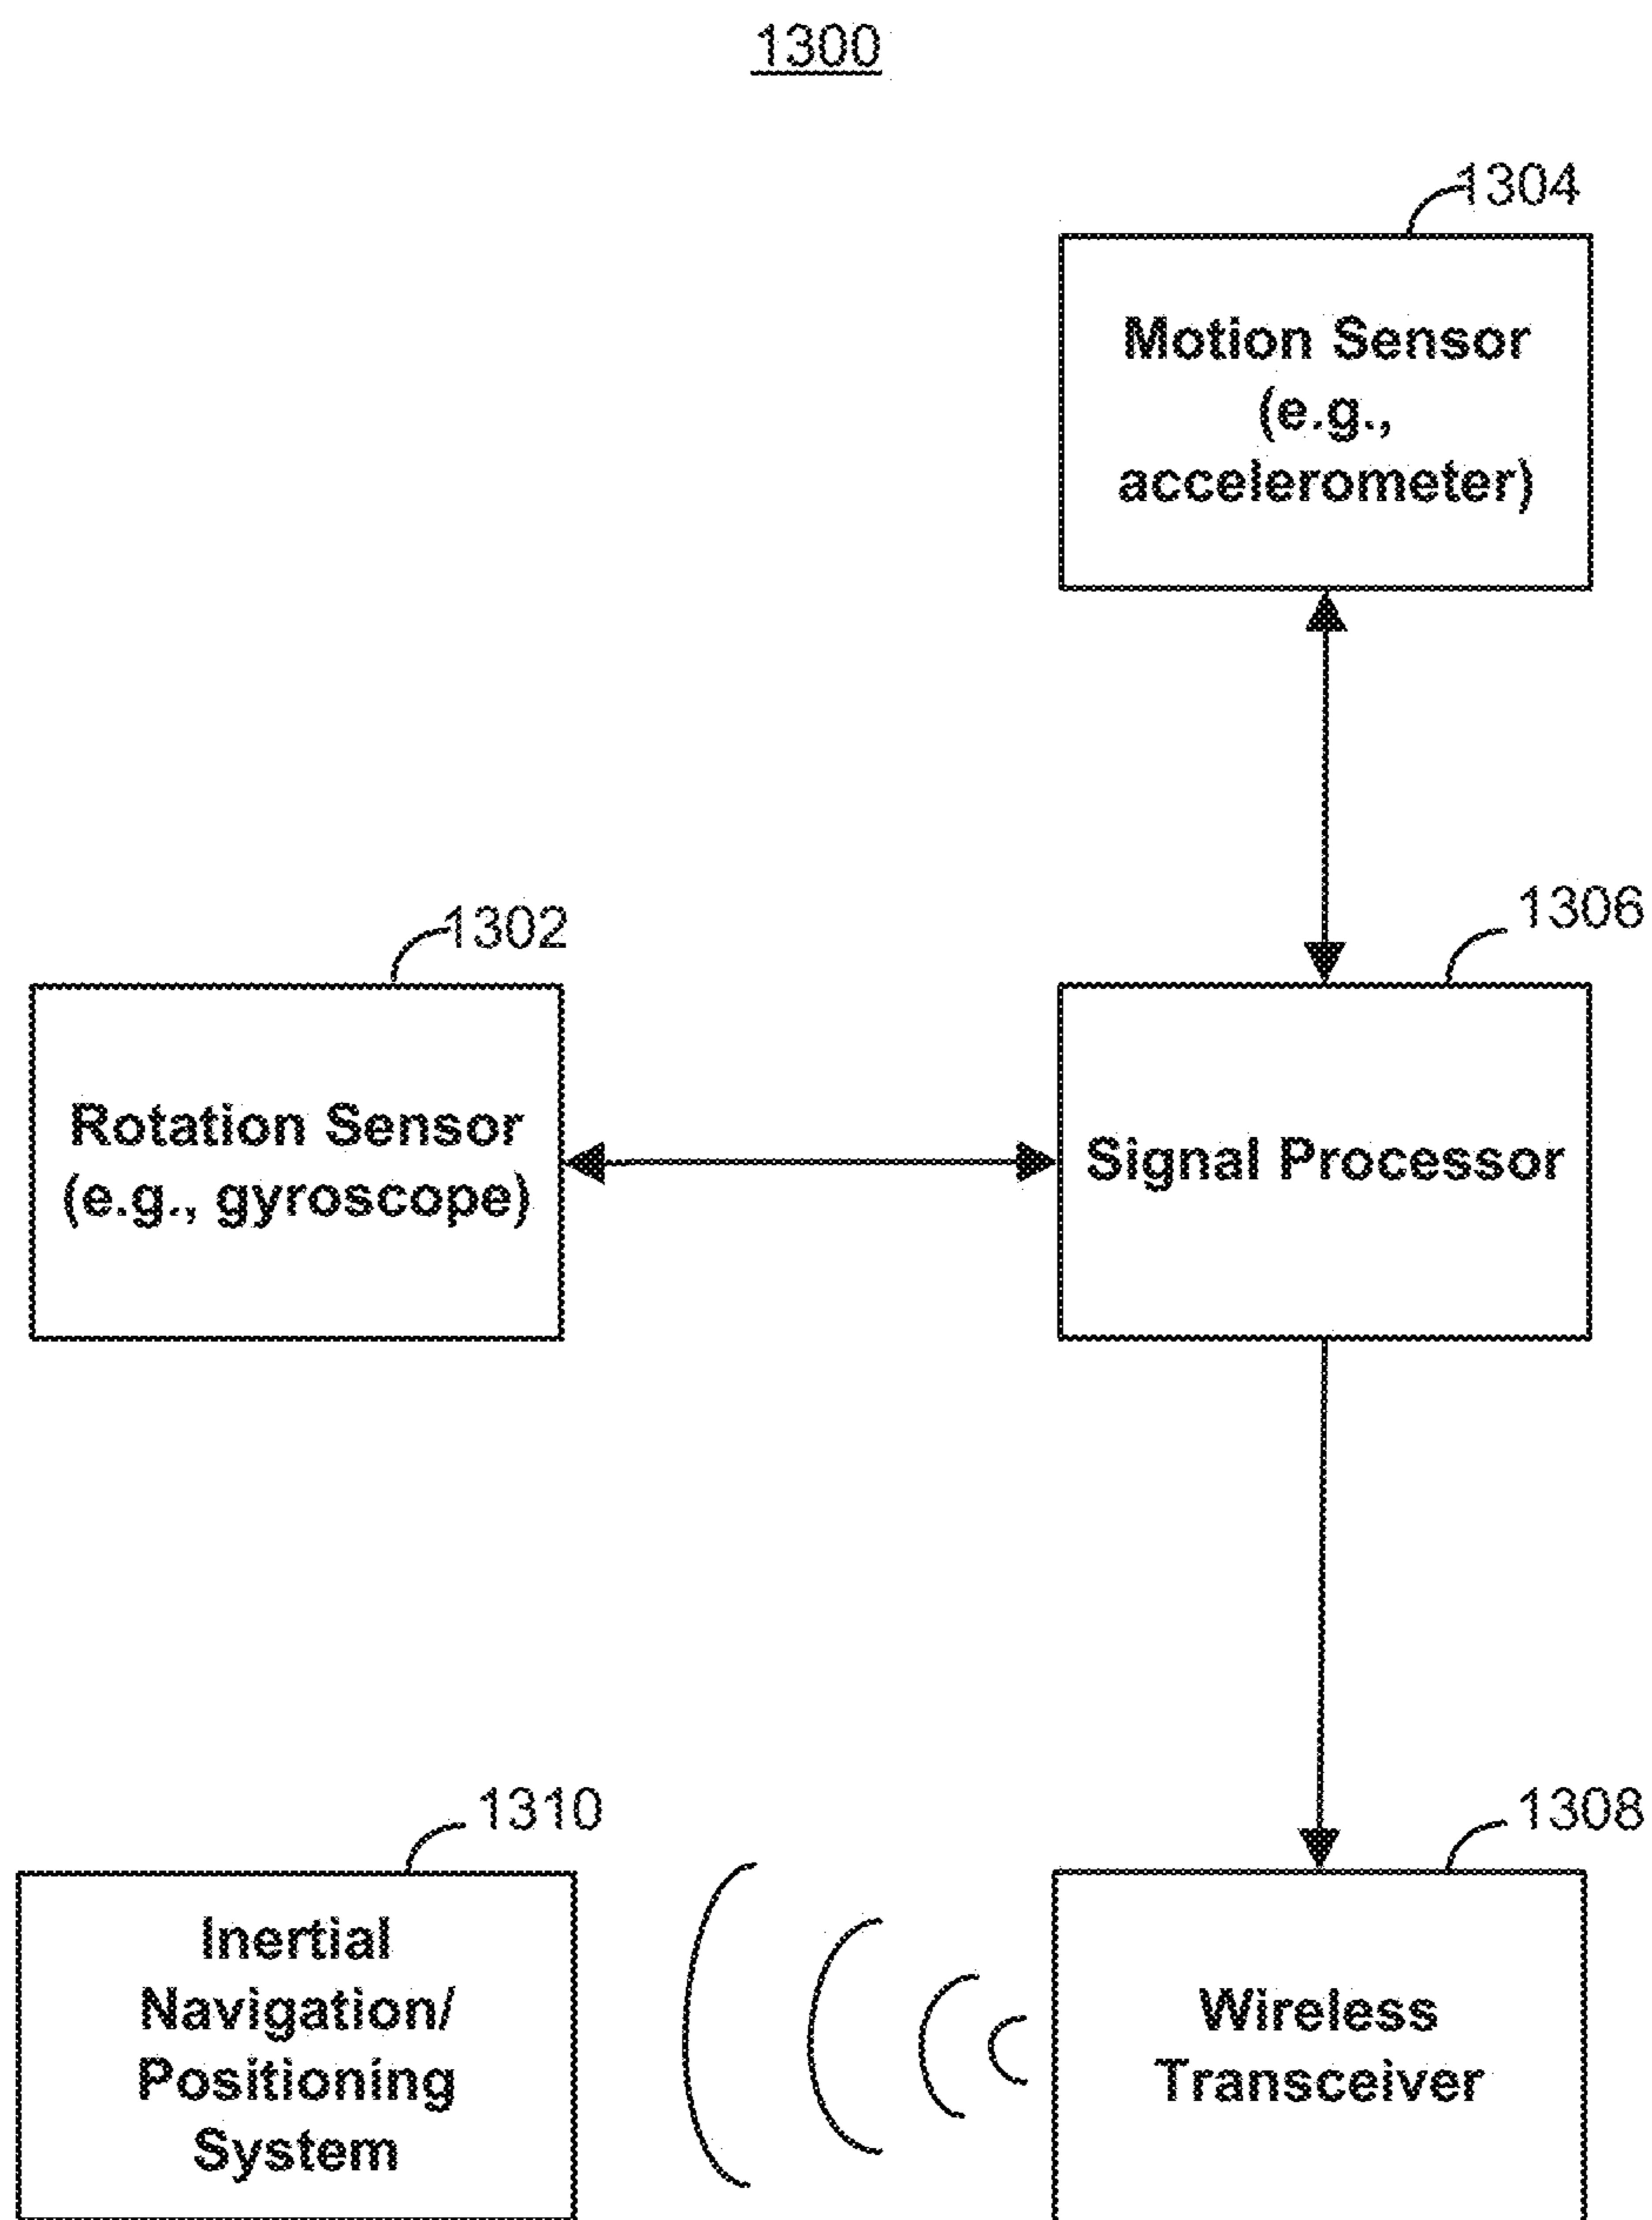 1300
1304
Motion Sensor
(e.g.,
accelerometer)
1302
Rotation Sensor
(e.g., gyroscope)
1306
Signal Processor
1310
Inertial
Navigation/
Positioning
System
1308
Wireless
Transceiver